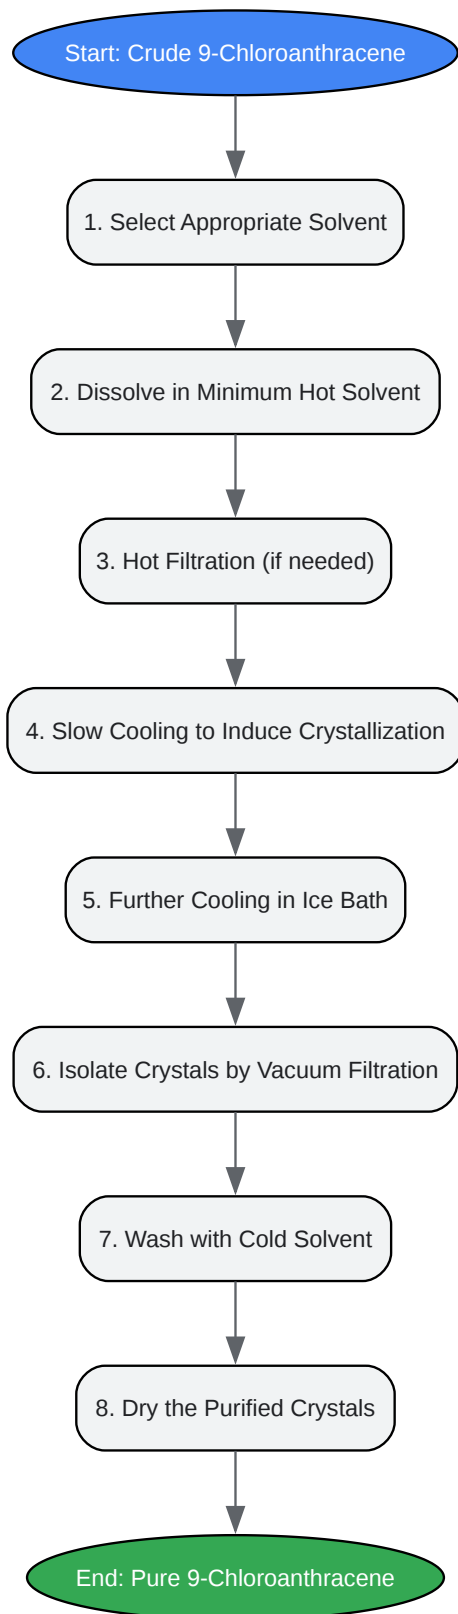 Start: Crude 9-Chloroanthracene
1. Select Appropriate Solvent
2. Dissolve in Minimum Hot Solvent
3. Hot Filtration (if needed)
4. Slow Cooling to Induce Crystallization
5. Further Cooling in Ice Bath
6. Isolate Crystals by Vacuum Filtration
7. Wash with Cold Solvent
8. Dry the Purified Crystals
End: Pure 9-Chloroanthracene